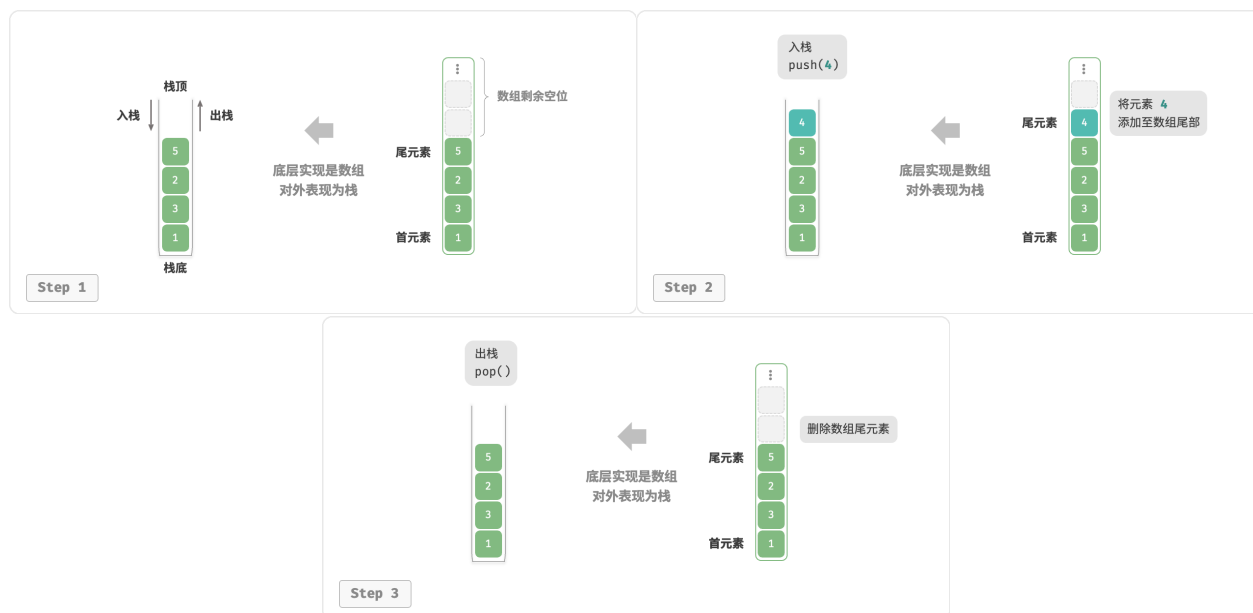 栈顶
入栈
出栈
5
2
3
1
栈底
底层实现是数组
对外表现为栈
⋮
数组剩余空位
尾元素
5
2
3
首元素
1
Step 1
入栈
push(4)
4
5
2
3
1
底层实现是数组
对外表现为栈
⋮
尾元素
4
5
2
3
首元素
1
将元素 4
添加至数组尾部
Step 2
出栈
pop()
5
2
3
1
底层实现是数组
对外表现为栈
⋮
尾元素
5
2
3
首元素
1
删除数组尾元素
Step 3